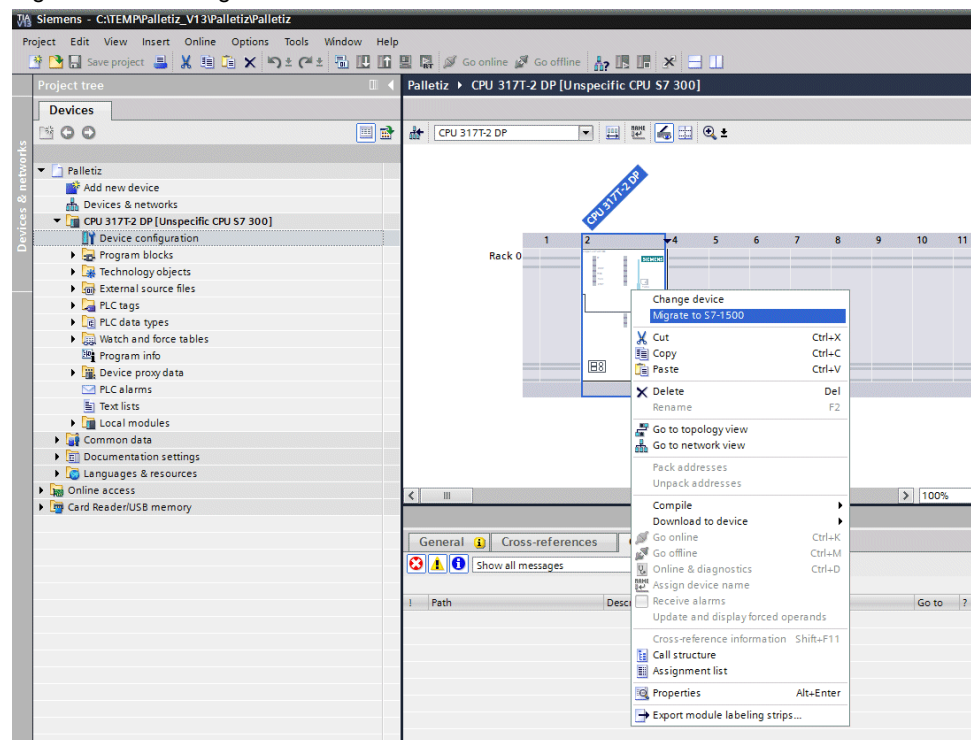 Siemens - C:\TEMP\Palletiz_V13\Palletiz\Palletiz
Project Edit View Insert Online Options Tools Window Help
Save project Go online Go offline
Project tree
Palletiz CPU 317T-2 DP [Unspecific CPU S7 300]
Devices
CPU 317T-2 DP
Devices & networks
Palletiz
Add new device
Devices & networks
CPU 317T-2 DP [Unspecific CPU S7 300]
Device configuration
Program blocks
Technology objects
External source files
PLC tags
PLC data types
Watch and force tables
Program info
Device proxy data
PLC alarms
Text lists
Local modules
Common data
Documentation settings
Languages & resources
Online access
Card Reader/USB memory
CPU 317T-2 DP
1 2 4 5 6 7 8 9 10 11
Rack 0
SIEMENS
Change device
Migrate to S7-1500
Cut Ctrl+X
Copy Ctrl+C
Paste Ctrl+V
Delete Del
Rename F2
Go to topology view
Go to network view
Pack addresses
Unpack addresses
Compile
Download to device
Go online Ctrl+K
Go offline Ctrl+M
Online & diagnostics Ctrl+D
Assign device name
Receive alarms
Update and display forced operands
Cross-reference information Shift+F11
Call structure
Assignment list
Properties Alt+Enter
Export module labeling strips...
100%
General Cross-references
Show all messages
! Path Go to ?